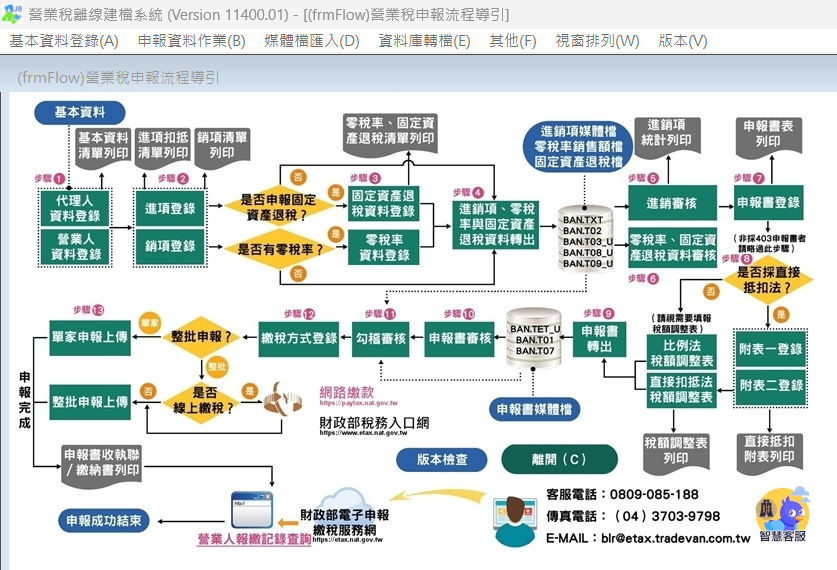 營業稅離線建檔系統 (Version 11400.01) - [(frmFlow)營業稅申報流程導引]
基本資料登錄(A) 申報資料作業(B) 媒體檔匯入(D) 資料庫轉檔(E) 其他(F) 視窗排列(W) 版本(V)
(frmFlow)營業稅申報流程導引
基本資料
基本資料
清單列印
進項扣抵
清單列印
銷項清單
列印
零稅率、固定資
產退稅清單列印
進銷項媒體檔
零稅率銷售額檔
固定資產退稅檔
進銷項
統計列印
申報書表
列印
步驟1
代理人
資料登錄
營業人
資料登錄
步驟2
進項登錄
銷項登錄
否
是否申報固定
資產退稅?
是
是否有零稅率?
是
否
步驟3
固定資產退
稅資料登錄
零稅率
資料登錄
步驟4
進銷項、零稅
率與固定資產
退稅資料轉出
BAN.TXT
BAN.T02
BAN.T03_U
BAN.T08_U
BAN.T09_U
步驟5
進銷審核
零稅率、固定資
產退稅資料審核
步驟6
步驟7
申報書登錄
(非採403申報書者
請略過此步驟)
步驟8
是否採直接
抵扣法?
否
是
附表一登錄
附表二登錄
直接抵扣
附表列印
(請視需要填報
稅額調整表)
比例法
稅額調整表
直接扣抵法
稅額調整表
稅額調整表
列印
步驟9
申報書
轉出
BAN.TET_U
BAN.T01
BAN.T07
申報書媒體檔
步驟10
申報書審核
步驟11
勾稽審核
步驟12
繳稅方式登錄
整批申報?
單家
整批
步驟13
單家申報上傳
是否
線上繳稅?
否
是
整批申報上傳
網路繳款
https://paytax.nat.gov.tw
財政部稅務入口網
https://www.etax.nat.gov.tw
申報完成
申報書收執聯
/ 繳納書列印
申報成功結束
http://
營業人報繳記錄查詢
財政部電子申報
繳稅服務網
https://etax.nat.gov.tw
版本檢查
離開(C)
客服電話：0809-085-188
傳真電話：（04）3703-9798
E-MAIL：blr@etax.tradevan.com.tw
智慧客服